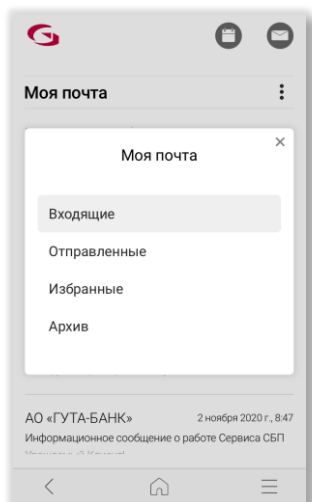 Моя почта
Моя почта
Входящие
Отправленные
Избранные
Архив
АО «ГУТА-БАНК» 2 ноября 2020 г., 8:47
Информационное сообщение о работе Сервиса СБП